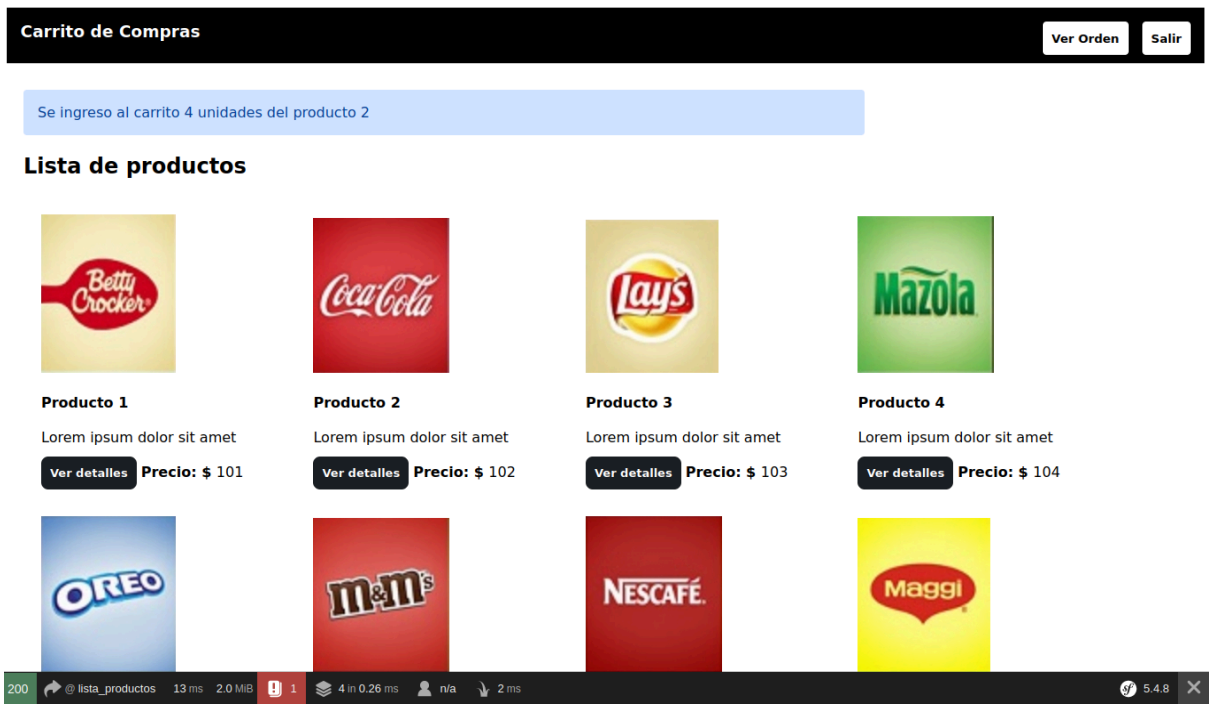 Carrito de Compras
Ver Orden
Salir
Se ingreso al carrito 4 unidades del producto 2
Lista de productos
Betty Crocker
Coca-Cola
Lay's
Mazola
Producto 1
Producto 2
Producto 3
Producto 4
Lorem ipsum dolor sit amet
Lorem ipsum dolor sit amet
Lorem ipsum dolor sit amet
Lorem ipsum dolor sit amet
Ver detalles Precio: $ 101
Ver detalles Precio: $ 102
Ver detalles Precio: $ 103
Ver detalles Precio: $ 104
OREO
m&m's
NESCAFÉ.
Maggi
200 @ lista_productos 13 ms 2.0 MiB 1 4 in 0.26 ms n/a 2 ms sf 5.4.8